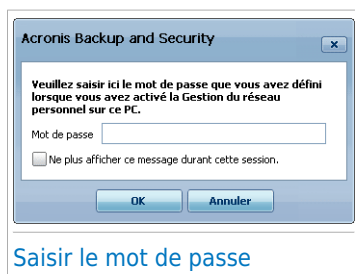 Acronis Backup and Security
Veuillez saisir ici le mot de passe que vous avez défini
lorsque vous avez activé la Gestion du réseau
personnel sur ce PC.
Mot de passe
Ne plus afficher ce message durant cette session.
OK Annuler
Saisir le mot de passe